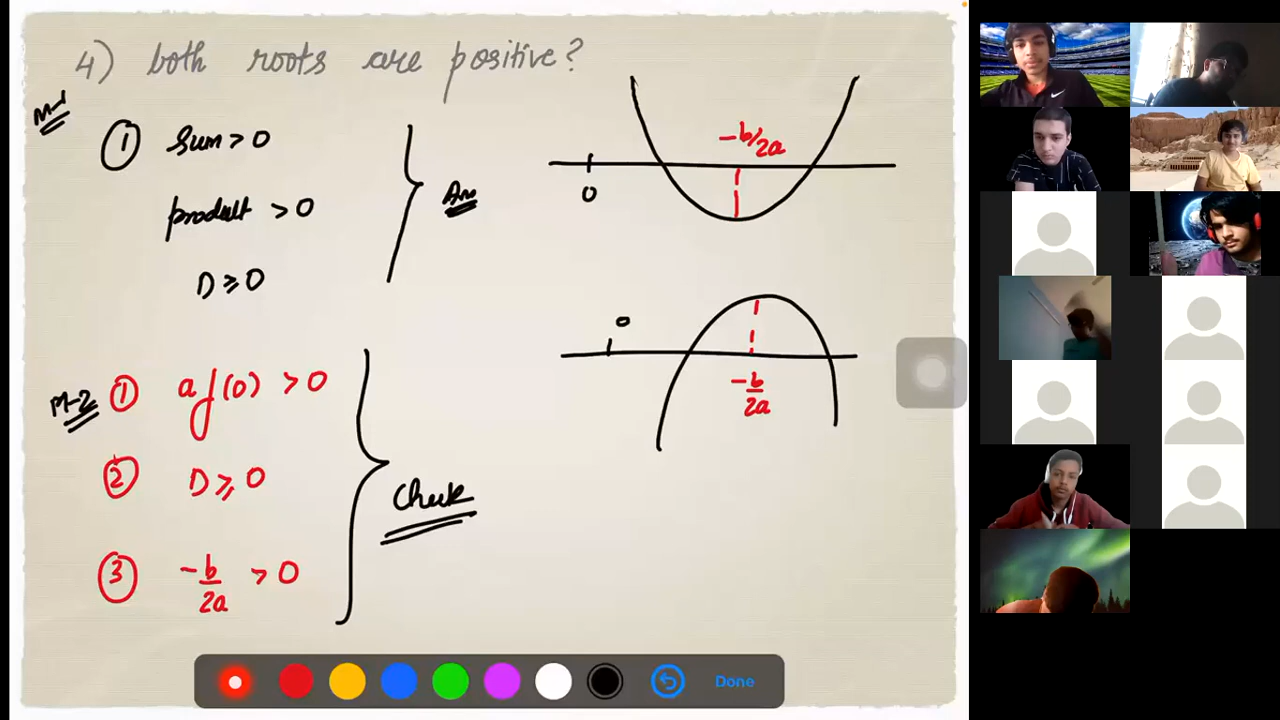 4) both roots are positive?
M-1
① Sum > 0
product > 0
D ≥ 0
Ans
M-2
① a f(0) > 0
② D ≥ 0
③ -b/2a > 0
Check
-b/2a
0
0
-b/2a
Done